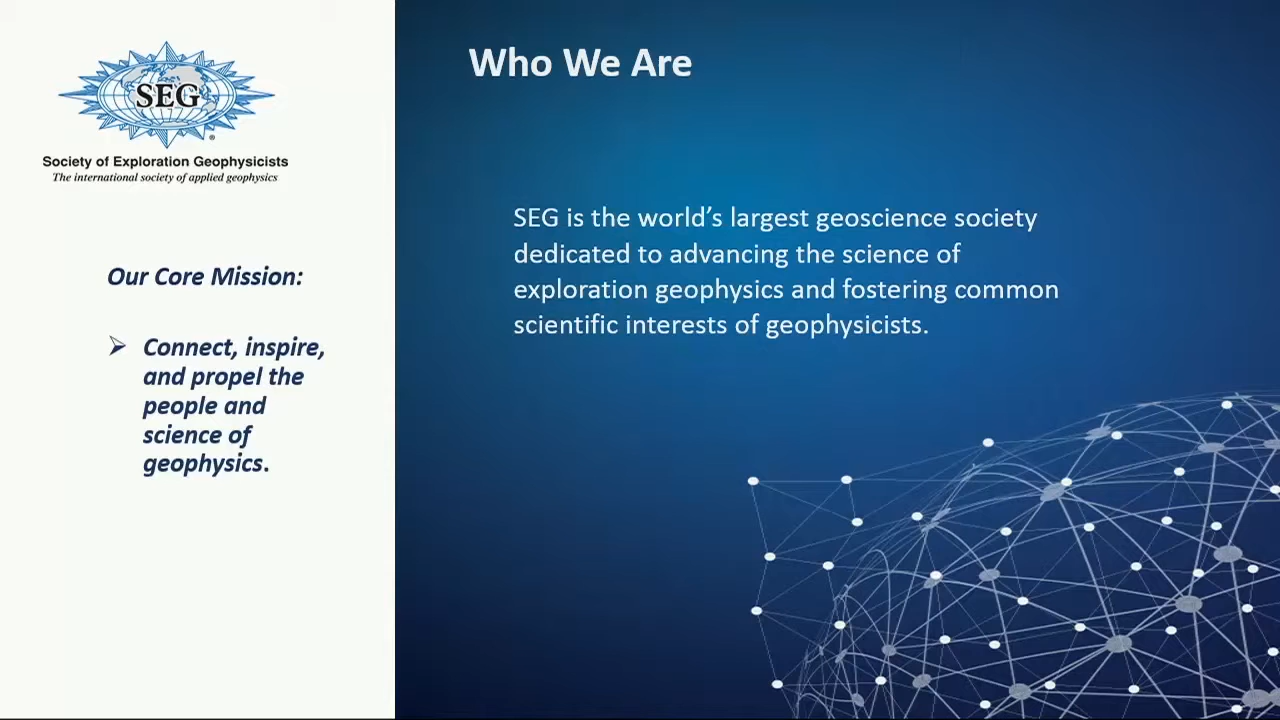 SEG
Society of Exploration Geophysicists
The international society of applied geophysics
Our Core Mission:
➢ Connect, inspire,
and propel the
people and
science of
geophysics.
Who We Are
SEG is the world’s largest geoscience society
dedicated to advancing the science of
exploration geophysics and fostering common
scientific interests of geophysicists.